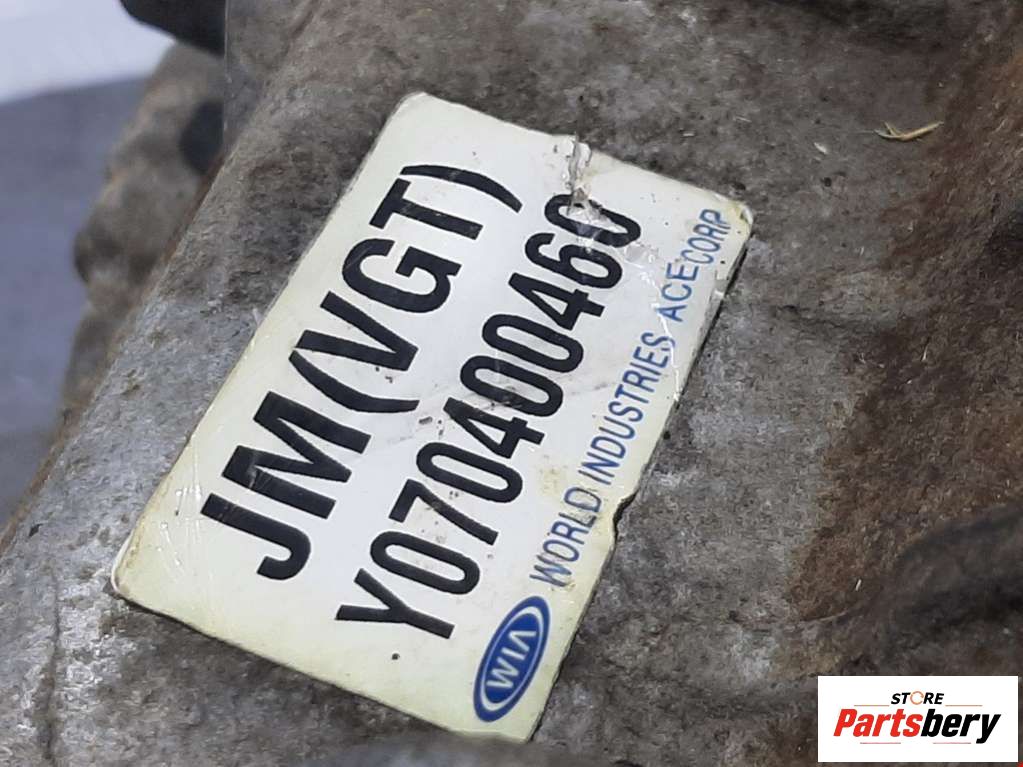 JM(VGT)
Y070400460
WIA WORLD INDUSTRIES ACE CORP
STORE
Partsbery